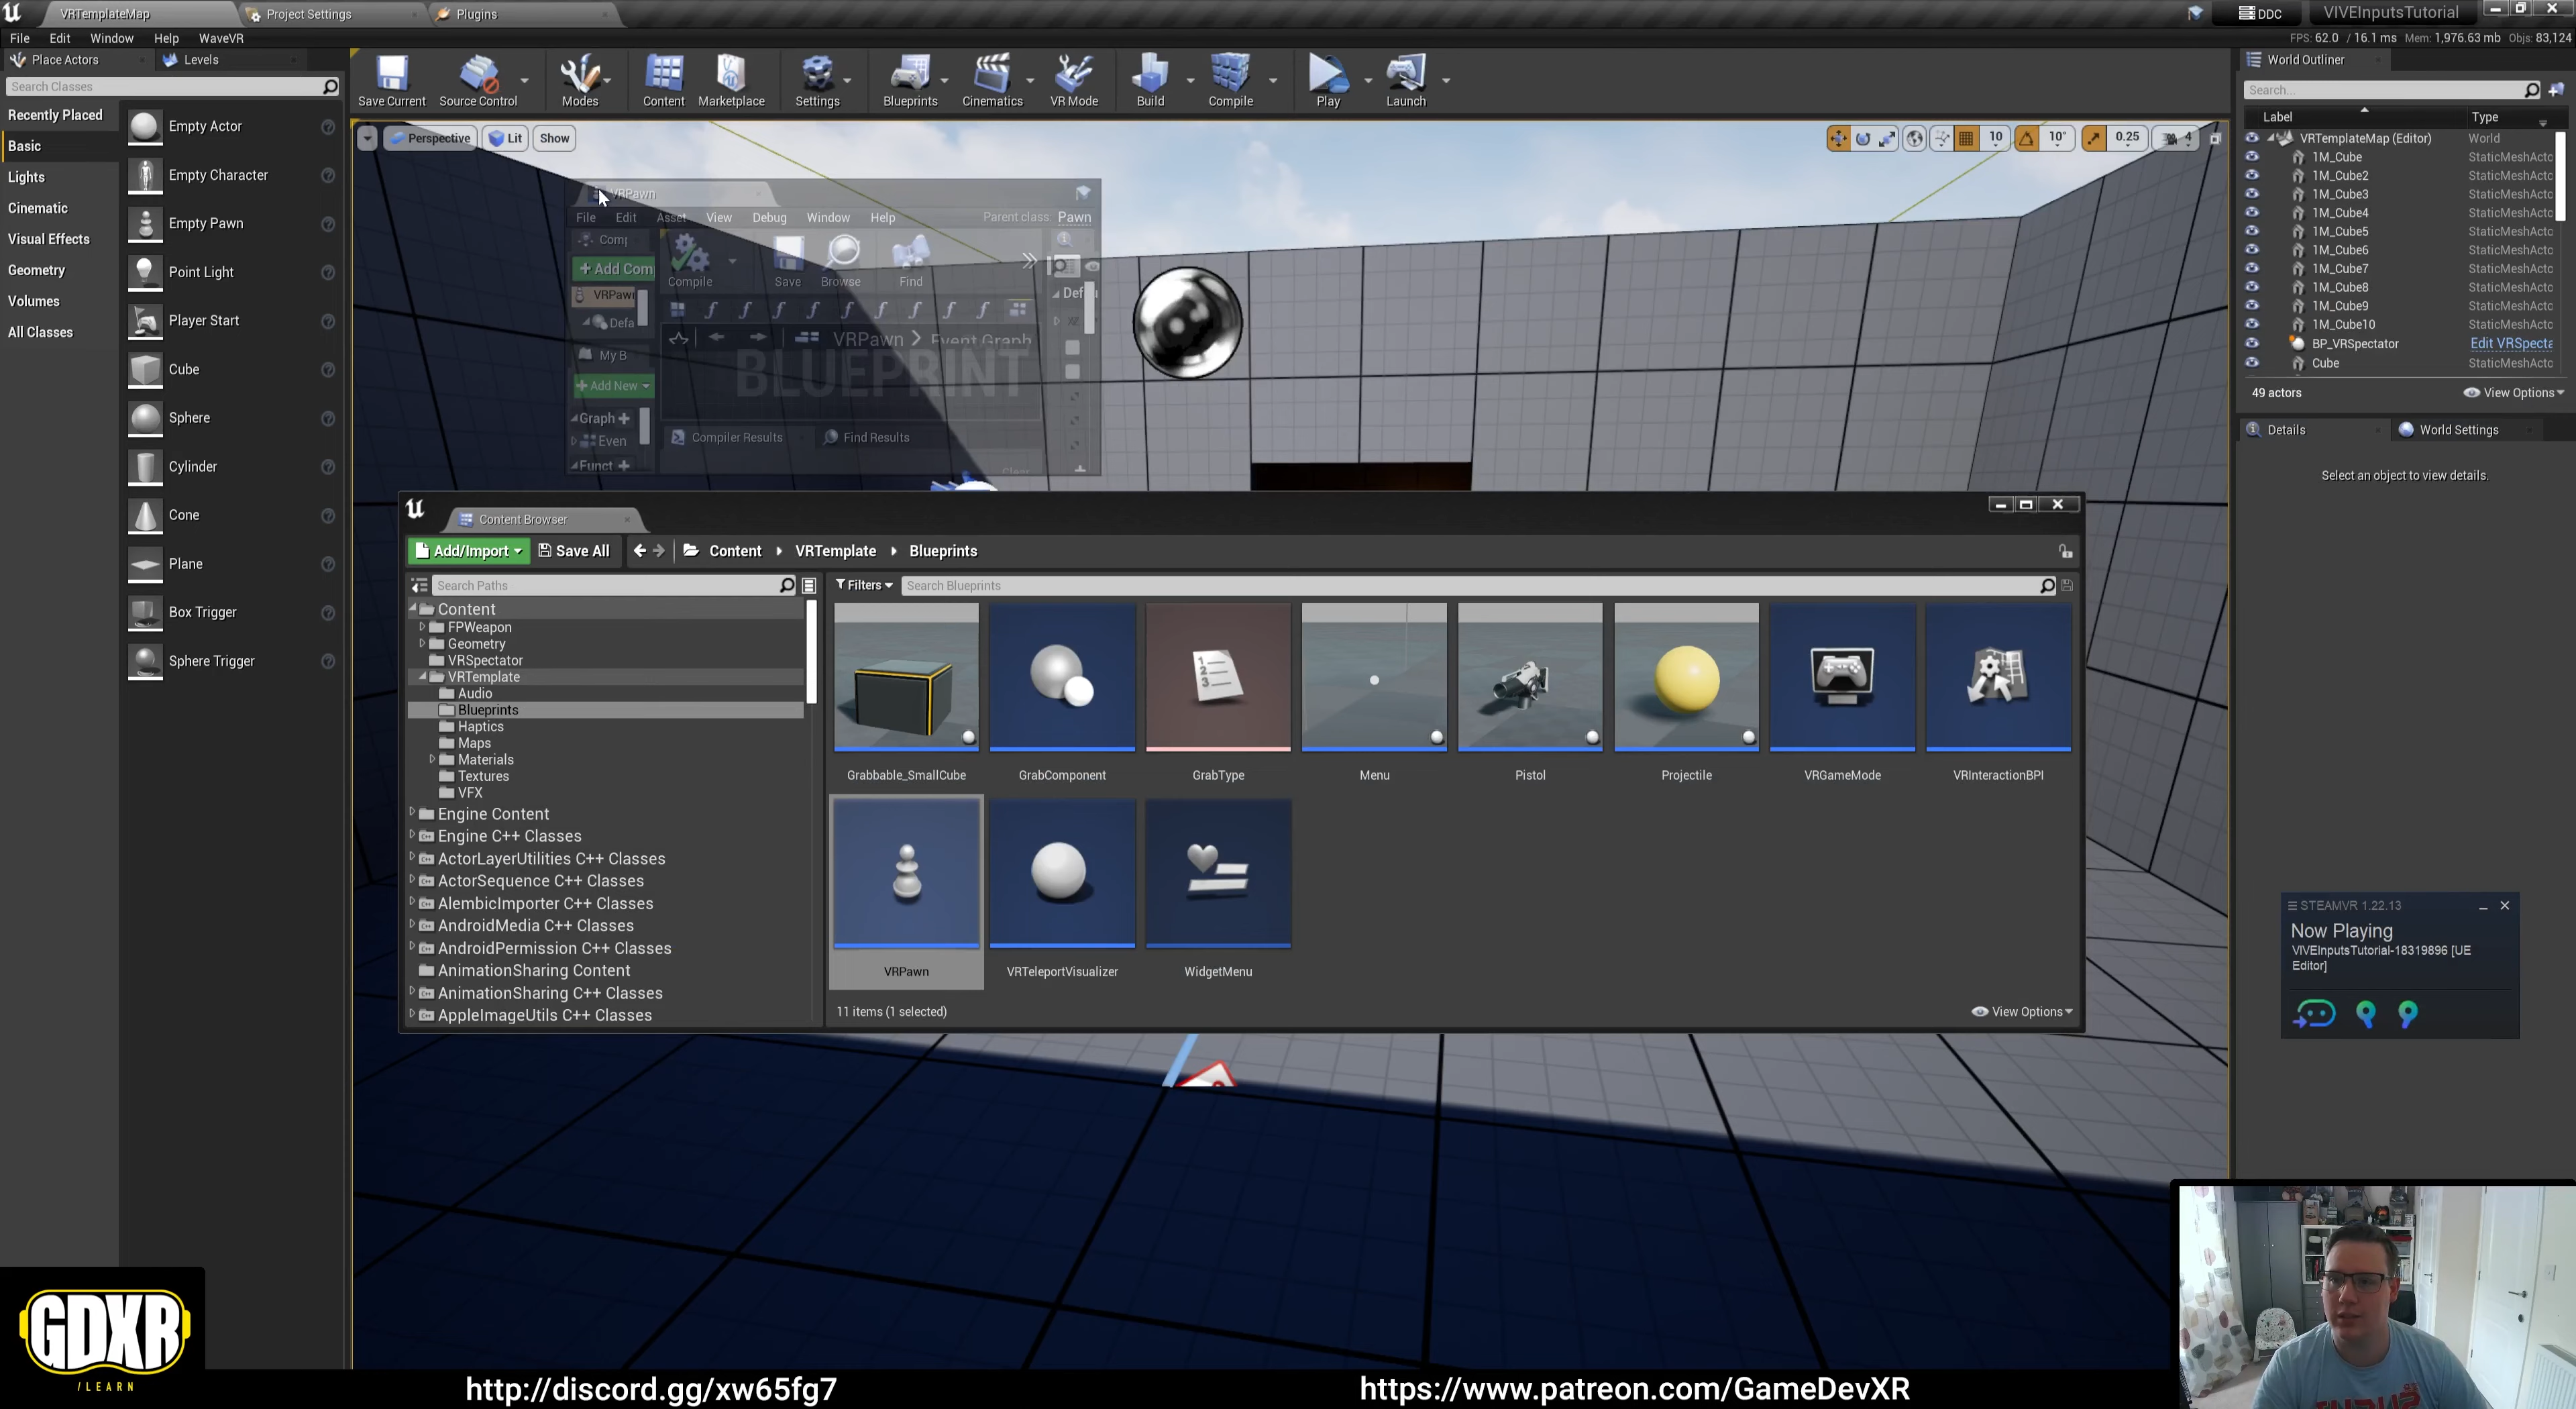 VRTemplateMap
Project Settings
Plugins
DDC
VIVEInputsTutorial
File Edit Window Help WaveVR
FPS: 62.0 / 16.1 ms Mem: 1,976.63 mb Objs: 83,124
Place Actors
Levels
Search Classes
Recently Placed
Basic
Lights
Cinematic
Visual Effects
Geometry
Volumes
All Classes
Empty Actor
Empty Character
Empty Pawn
Point Light
Player Start
Cube
Sphere
Cylinder
Cone
Plane
Box Trigger
Sphere Trigger
Save Current
Source Control
Modes
Content
Marketplace
Settings
Blueprints
Cinematics
VR Mode
Build
Compile
Play
Launch
Perspective
Lit
Show
10
10°
0.25
4
VRPawn
File Edit Asset View Debug Window Help
Parent class: Pawn
Comp
+ Add Com
VRPawn
Defa
My B
+ Add New
Graph +
Even
Funct +
Compile
Save
Browse
Find
VRPawn > Event Graph
BLUEPRINT
Compiler Results
Find Results
Clear
Def
Content Browser
Add/Import
Save All
Content
VRTemplate
Blueprints
Search Paths
Filters
Search Blueprints
Content
FPWeapon
Geometry
VRSpectator
VRTemplate
Audio
Blueprints
Haptics
Maps
Materials
Textures
VFX
Engine Content
Engine C++ Classes
ActorLayerUtilities C++ Classes
ActorSequence C++ Classes
AlembicImporter C++ Classes
AndroidMedia C++ Classes
AndroidPermission C++ Classes
AnimationSharing Content
AnimationSharing C++ Classes
AppleImageUtils C++ Classes
Grabbable_SmallCube
GrabComponent
GrabType
Menu
Pistol
Projectile
VRGameMode
VRInteractionBPI
VRPawn
VRTeleportVisualizer
WidgetMenu
11 items (1 selected)
View Options
World Outliner
Search...
Label
Type
VRTemplateMap (Editor) World
1M_Cube StaticMeshActo
1M_Cube2 StaticMeshActo
1M_Cube3 StaticMeshActo
1M_Cube4 StaticMeshActo
1M_Cube5 StaticMeshActo
1M_Cube6 StaticMeshActo
1M_Cube7 StaticMeshActo
1M_Cube8 StaticMeshActo
1M_Cube9 StaticMeshActo
1M_Cube10 StaticMeshActo
BP_VRSpectator Edit VRSpecta
Cube StaticMeshActo
49 actors
View Options
Details
World Settings
Select an object to view details.
STEAMVR 1.22.13
Now Playing
VIVEInputsTutorial-18319896 [UE
Editor]
GDXR
/LEARN
http://discord.gg/xw65fg7
https://www.patreon.com/GameDevXR